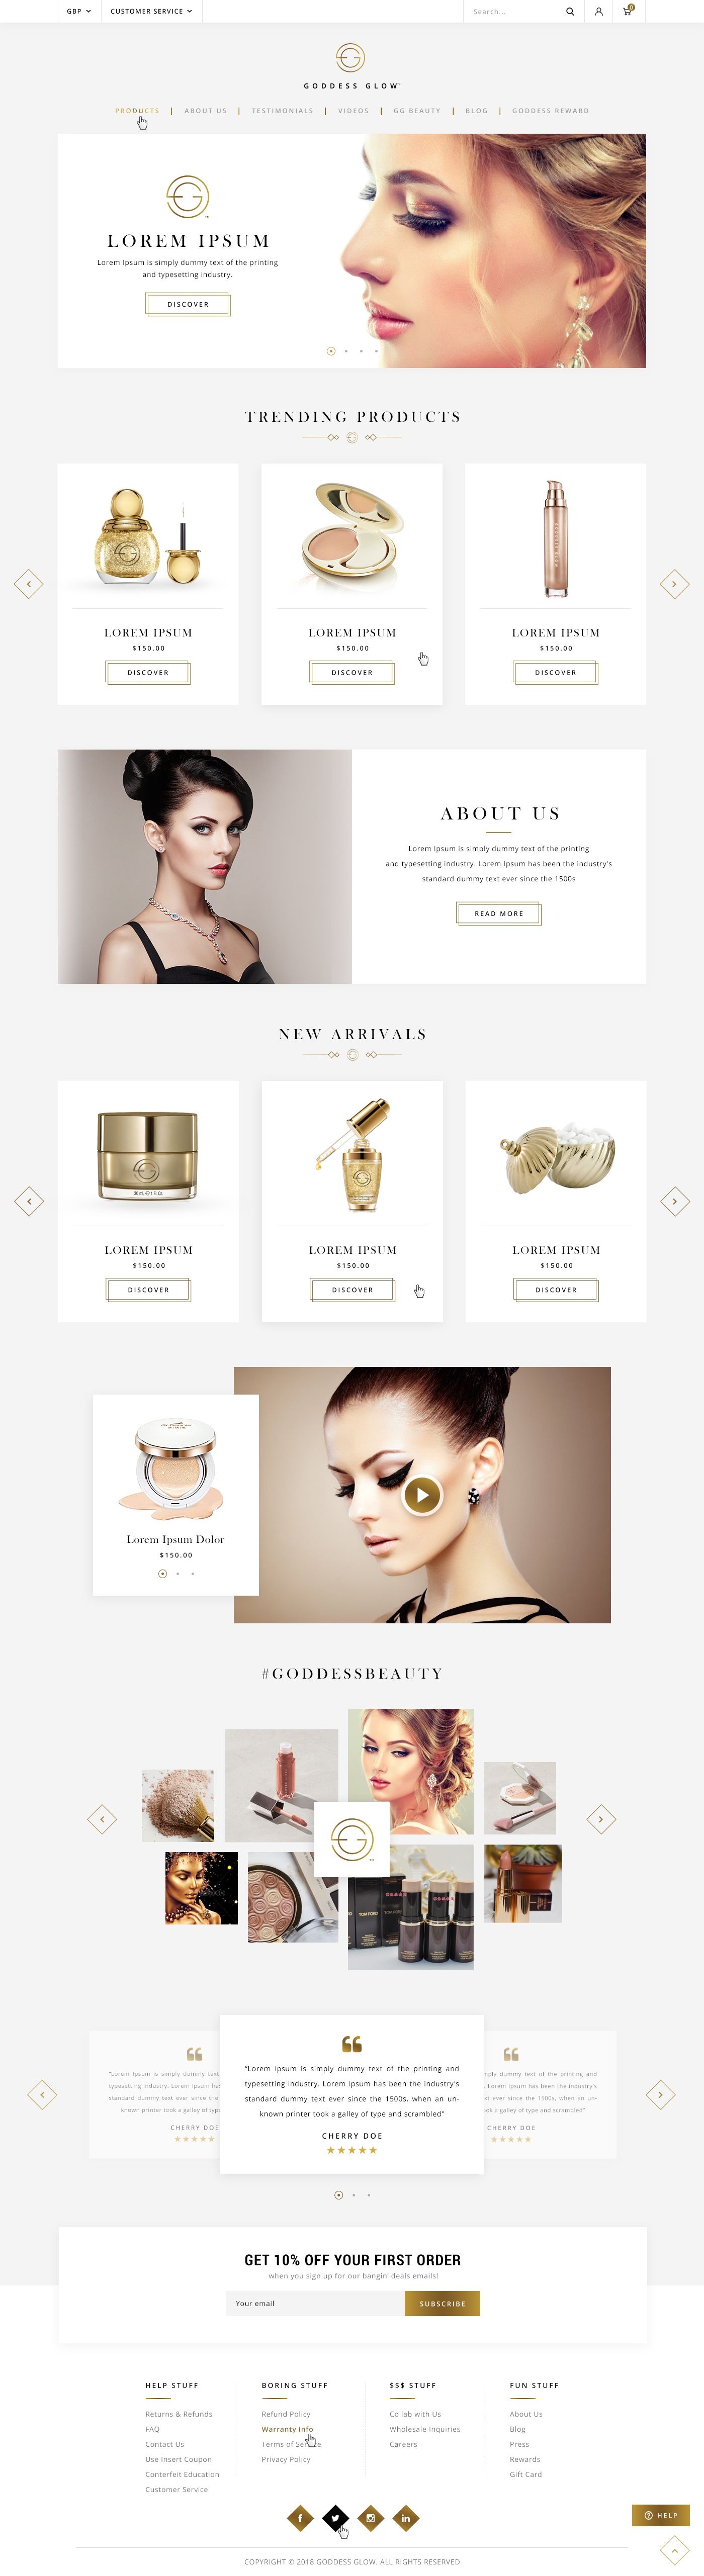 GBP
CUSTOMER SERVICE
Search...
0
GODDESS GLOW™
PRODUCTS | ABOUT US | TESTIMONIALS | VIDEOS | GG BEAUTY | BLOG | GODDESS REWARD
LOREM IPSUM
Lorem Ipsum is simply dummy text of the printing
and typesetting industry.
DISCOVER
TRENDING PRODUCTS
LOREM IPSUM
$150.00
DISCOVER
LOREM IPSUM
$150.00
DISCOVER
LOREM IPSUM
$150.00
DISCOVER
ABOUT US
Lorem Ipsum is simply dummy text of the printing
and typesetting industry. Lorem Ipsum has been the industry's
standard dummy text ever since the 1500s
READ MORE
NEW ARRIVALS
30 mL e 1 Fl. Oz.
LOREM IPSUM
$150.00
DISCOVER
LOREM IPSUM
$150.00
DISCOVER
LOREM IPSUM
$150.00
DISCOVER
Lorem Ipsum Dolor
$150.00
#GODDESSBEAUTY
TOM FORD
"Lorem Ipsum is simply dummy text
typesetting industry. Lorem Ipsum has
standard dummy text ever since the
known printer took a galley of type
CHERRY DOE
"Lorem Ipsum is simply dummy text of the printing and
typesetting industry. Lorem Ipsum has been the industry's
standard dummy text ever since the 1500s, when an un-
known printer took a galley of type and scrambled"
CHERRY DOE
mply dummy text of the printing and
. Lorem Ipsum has been the industry's
xt ever since the 1500s, when an un-
ook a galley of type and scrambled"
CHERRY DOE
GET 10% OFF YOUR FIRST ORDER
when you sign up for our bangin' deals emails!
Your email
SUBSCRIBE
HELP STUFF
Returns & Refunds
FAQ
Contact Us
Use Insert Coupon
Conterfeit Education
Customer Service
BORING STUFF
Refund Policy
Warranty Info
Terms of Service
Privacy Policy
$$$ STUFF
Collab with Us
Wholesale Inquiries
Careers
FUN STUFF
About Us
Blog
Press
Rewards
Gift Card
HELP
COPYRIGHT © 2018 GODDESS GLOW. ALL RIGHTS RESERVED